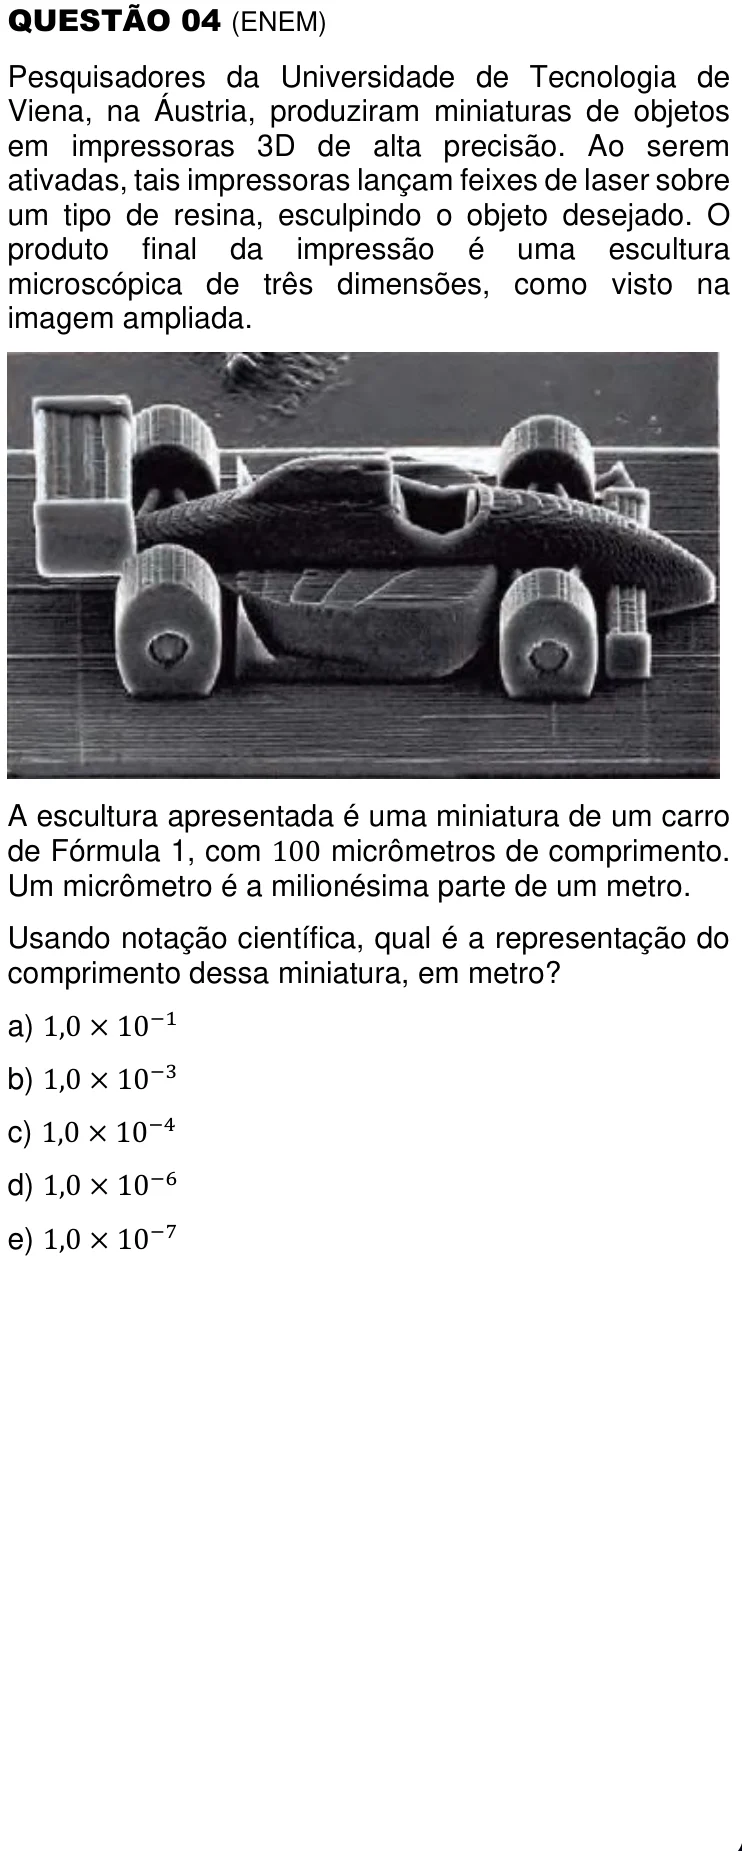 QUESTÃO 04 (ENEM)
Pesquisadores da Universidade de Tecnologia de
Viena, na Áustria, produziram miniaturas de objetos
em impressoras 3D de alta precisão. Ao serem
ativadas, tais impressoras lançam feixes de laser sobre
um tipo de resina, esculpindo o objeto desejado. O
produto final da impressão é uma escultura
microscópica de três dimensões, como visto na
imagem ampliada.
A escultura apresentada é uma miniatura de um carro
de Fórmula 1, com 100 micrômetros de comprimento.
Um micrômetro é a milionésima parte de um metro.
Usando notação científica, qual é a representação do
comprimento dessa miniatura, em metro?
a) 1,0 × 10⁻¹
b) 1,0 × 10⁻³
c) 1,0 × 10⁻⁴
d) 1,0 × 10⁻⁶
e) 1,0 × 10⁻⁷